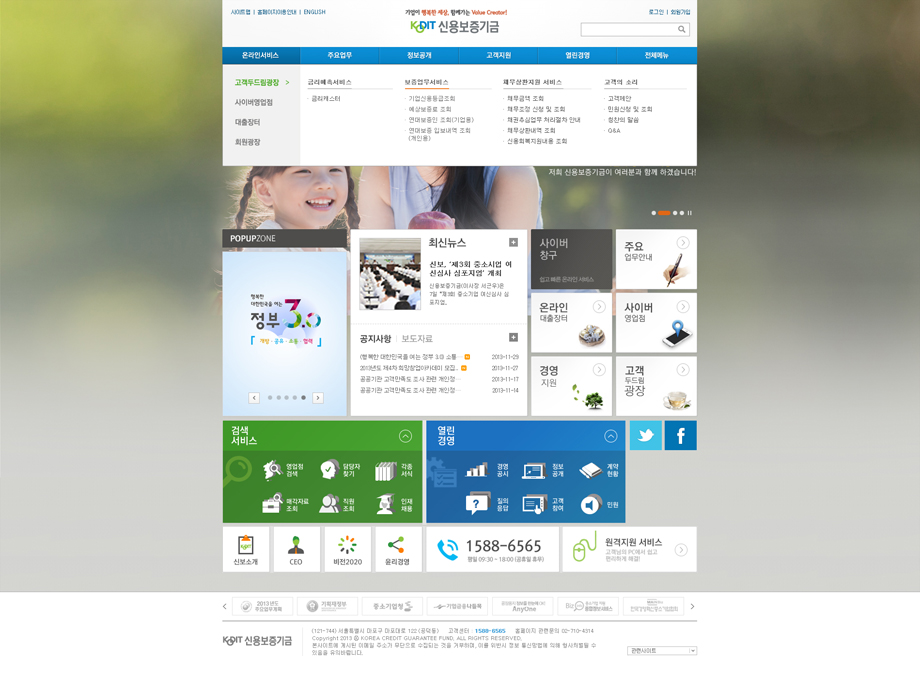 사이트맵 | 홈페이지이용안내 | ENGLISH
기업이 행복한 세상, 함께가는 Value Creator!
로그인 | 회원가입
KODIT 신용보증기금
온라인서비스
주요업무
정보공개
고객지원
열린경영
전체메뉴
고객두드림광장 >
사이버영업점
대출장터
회원광장
금리예측서비스
금리캐스터
보증업무서비스
기업신용등급조회
예상보증료 조회
연대보증인 조회(기업용)
연대보증 입보내역 조회
(개인용)
채무상환지원 서비스
채무금액 조회
채무조정 신청 및 조회
채권추심업무 처리절차 안내
채무상환내역 조회
신용회복지원내용 조회
고객의 소리
고객제안
민원신청 및 조회
칭찬의 말씀
Q&A
저희 신용보증기금이 여러분과 함께 하겠습니다!
POPUPZONE
행복한
대한민국을 여는
정부 3.0
개방·공유·소통·협력
최신뉴스
신보, '제3회 중소시업 여
신심사 심포지엄' 개최
신용보증기금(이사장 서근우)은
7일 "제3회 중소기업 여신심사 심
포지엄,
공지사항 | 보도자료
(행복한 대한민국을 여는 정부 3.0) 소통···
2013-11-29
2013년도 제4차 희망창업아카데미 모집..
2013-11-27
공공기관 고객만족도 조사 관련 개인정···
2013-11-17
공공기관 고객만족도 조사 관련 개인정···
2013-11-14
사이버
창구
쉽고 빠른 온라인 서비스
주요
업무안내
온라인
대출장터
사이버
영업점
경영
지원
고객
두드림
광장
검색
서비스
영업점
검색
담당자
찾기
각종
서식
매각자료
조회
직원
조회
인재
채용
열린
경영
경영
공시
정보
공개
계약
현황
질의
응답
고객
참여
민원
신보소개
CEO
비전2020
윤리경영
1588-6565
평일 09:30 ~ 18:00 (공휴일 휴무)
원격지원 서비스
고객님의 PC에서 쉽고
편리하게 해결!
2013년도
주요업무계획
기획재정부
중소기업청
기업금융나들목
AnyOne
KODIT 신용보증기금
(121-744) 서울특별시 마포구 마포대로 122 (공덕동) 고객센터 : 1588-6565 홈페이지 관련문의 02-710-4314
Copyright 2013 ⓒ KOREA CREDIT GUARANTEE FUND, ALL RIGHTS RESERVED.
본사이트에 게시된 이메일 주소가 무단으로 수집되는 것을 거부하며, 이를 위반시 정보 통신망법에 의해 형사처벌될 수
있음을 유의바랍니다.
관련사이트